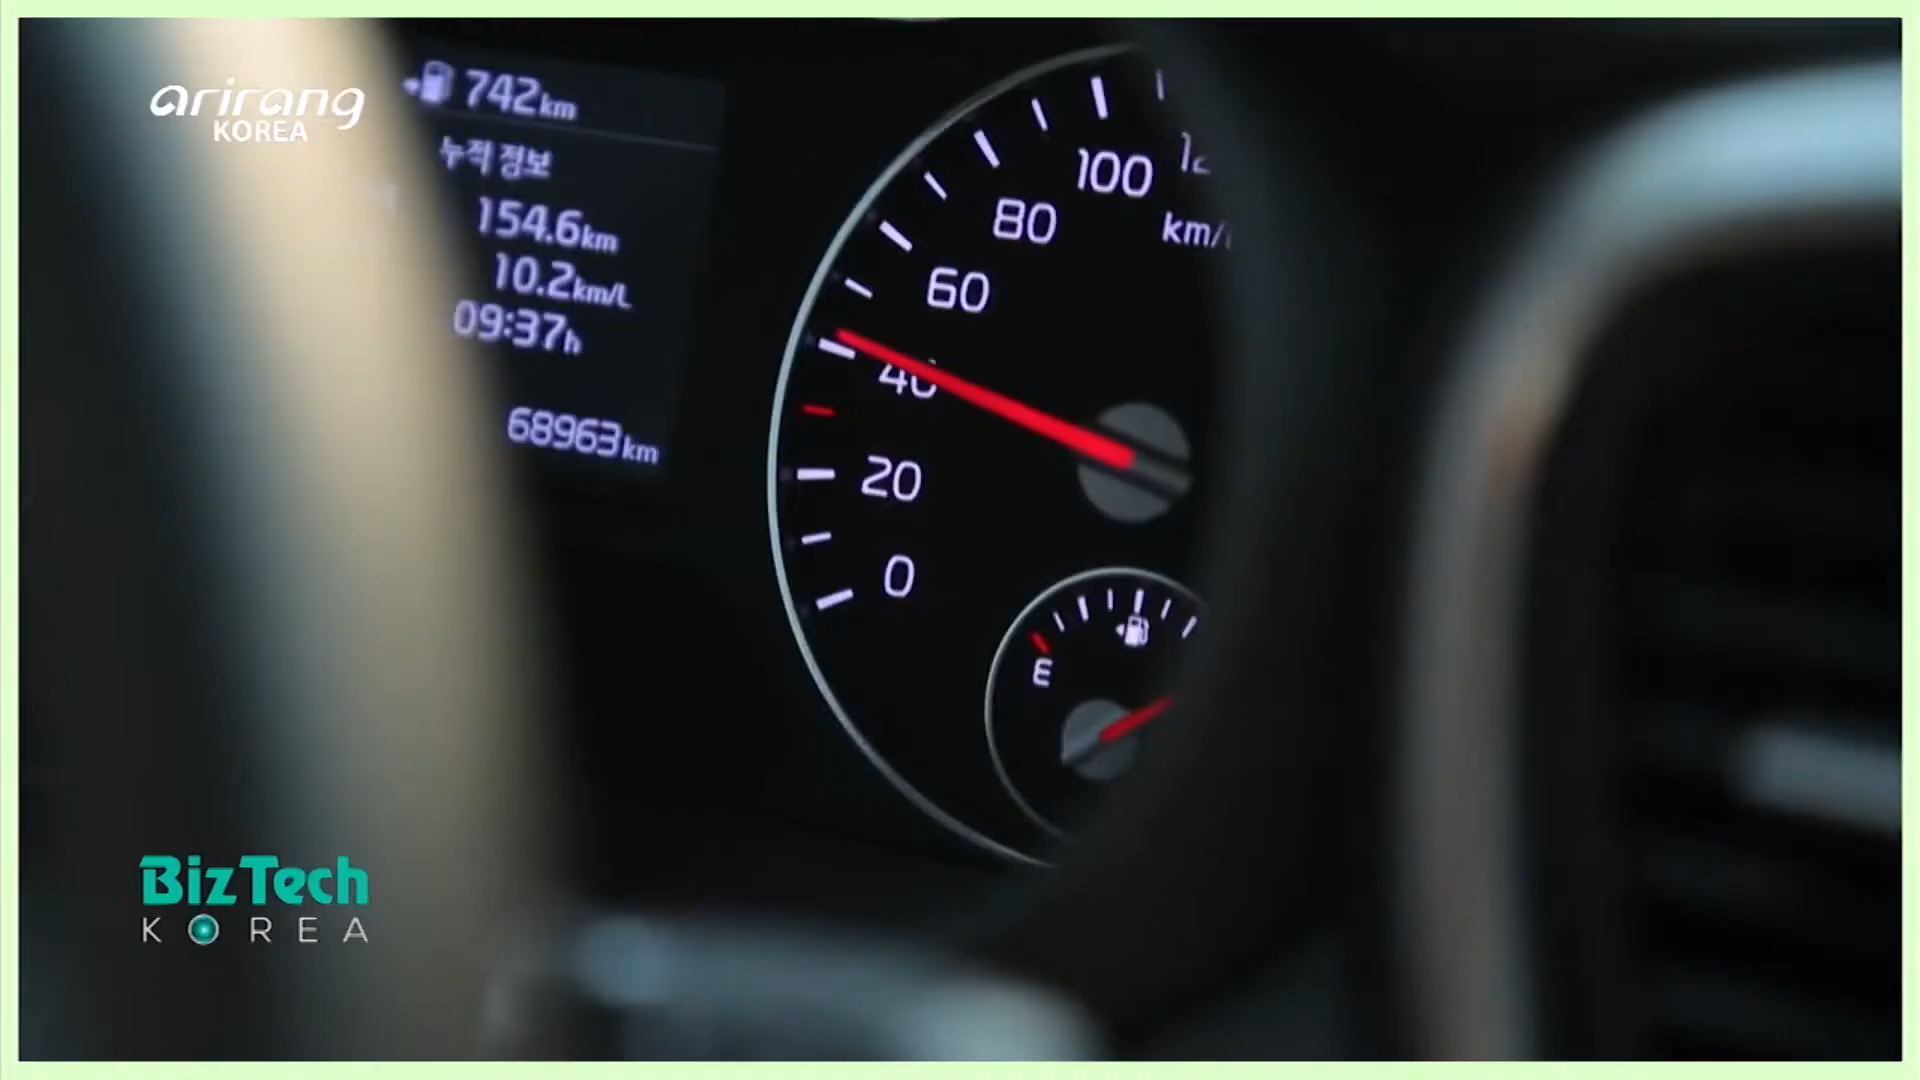 arirang
KOREA
742km
누적 정보
154.6km
10.2km/L
09:37h
68963km
100
80
km/
60
40
20
0
E
BizTech
KOREA